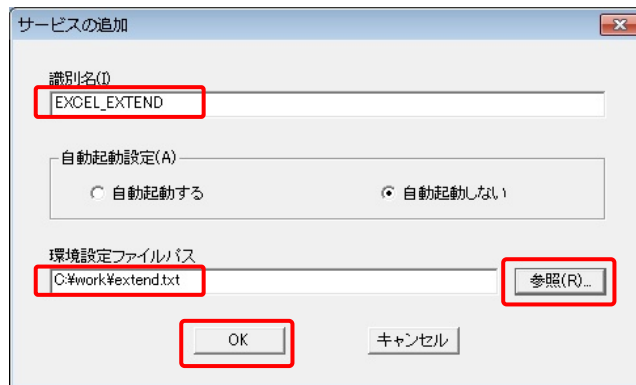 サービスの追加
識別名(I)
EXCEL_EXTEND
自動起動設定(A)
自動起動する 自動起動しない
環境設定ファイルパス
C:¥work¥extend.txt 参照(R)...
OK キャンセル